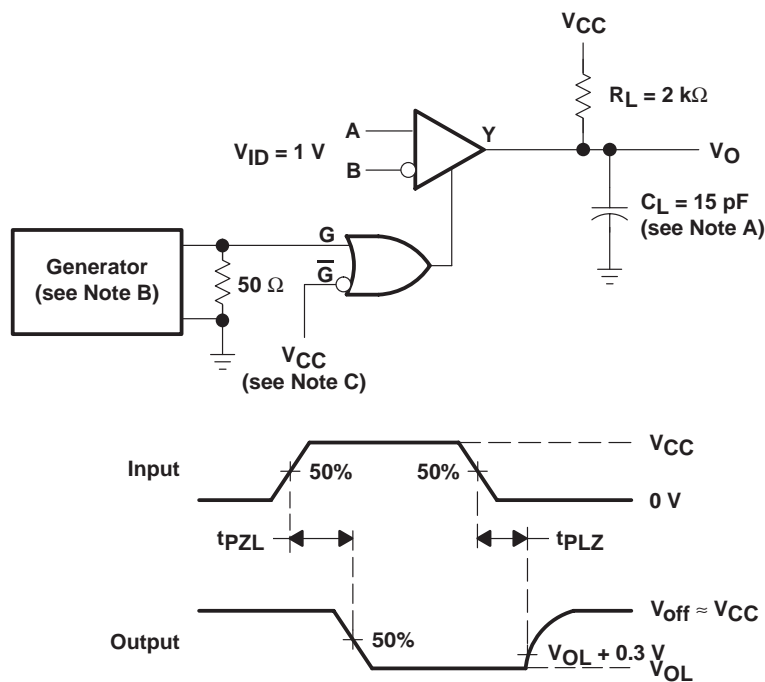 VCC
RL = 2 kΩ
A
Y
VID = 1 V
VO
B
CL = 15 pF
(see Note A)
G
Generator
(see Note B)
50 Ω
G̅
VCC
(see Note C)
VCC
Input
50%
50%
0 V
tPZL
tPLZ
Voff ≈ VCC
Output
50%
VOL + 0.3 V
VOL